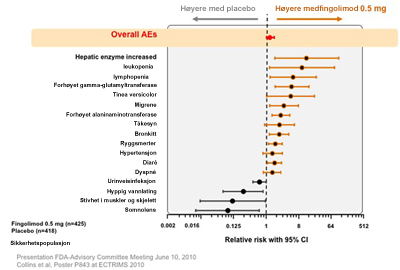 Høyere med placebo
Høyere medfingolimod 0.5 mg
Overall AEs
Hepatic enzyme increased
leukopenia
lymphopenia
Forhøyet gamma-glutamyltransferase
Tinea versicolor
Migrene
Forhøyet alaninaminotransferase
Tåkesyn
Bronkitt
Ryggsmerter
Hypertensjon
Diaré
Dyspné
Urinveisinfeksjon
Hyppig vannlating
Stivhet i muskler og skjelett
Somnolens
0.002 0.016 0.125 1 8 64 512
Relative risk with 95% CI
Fingolimod 0.5 mg (n=425)
Placebo (n=418)
Sikkerhetspopulasjon
Presentation FDA-Advisory Committee Meeting June 10, 2010
Collins et al, Poster P843 at ECTRIMS 2010